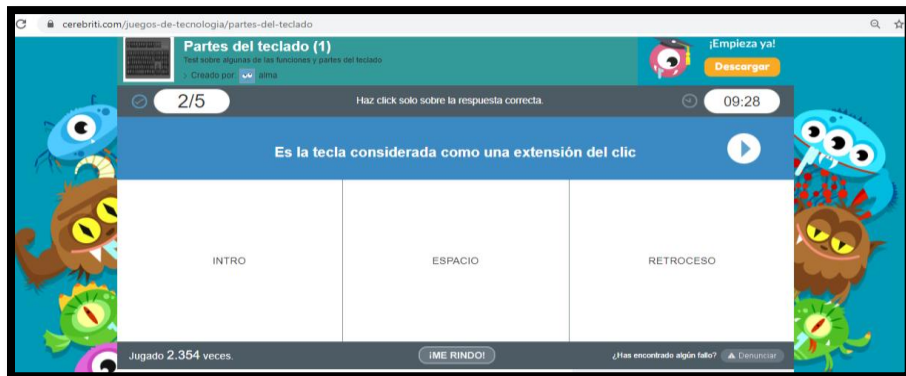 cerebriti.com/juegos-de-tecnologia/partes-del-teclado
Partes del teclado (1)
Test sobre algunas de las funciones y partes del teclado
Creado por: alma
¡Empieza ya!
Descargar
2/5
Haz click solo sobre la respuesta correcta.
09:28
Es la tecla considerada como una extensión del clic
INTRO
ESPACIO
RETROCESO
Jugado 2.354 veces.
¡ME RINDO!
¿Has encontrado algún fallo?
Denunciar